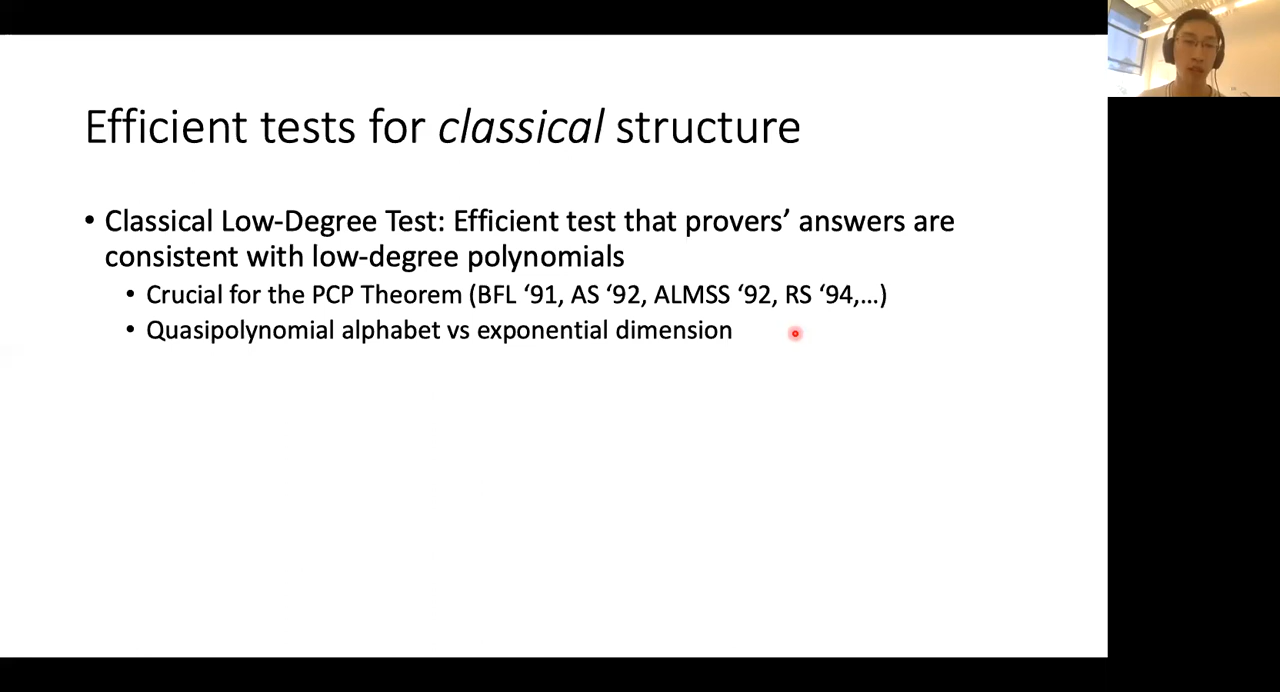 Efficient tests for classical structure
• Classical Low-Degree Test: Efficient test that provers’ answers are
consistent with low-degree polynomials
• Crucial for the PCP Theorem (BFL ‘91, AS ‘92, ALMSS ‘92, RS ‘94,...)
• Quasipolynomial alphabet vs exponential dimension